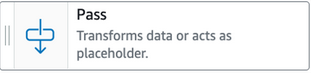 Pass
Transforms data or acts as
placeholder.